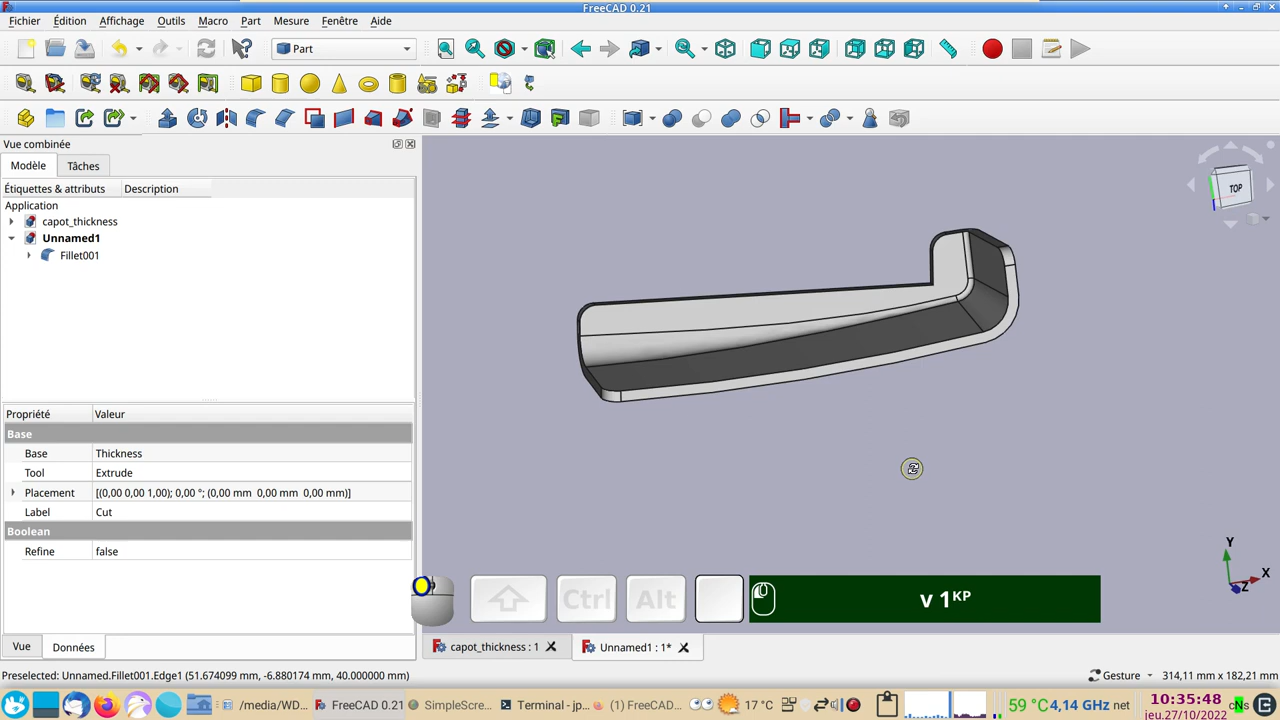 FreeCAD 0.21
Fichier Édition Affichage Outils Macro Part Mesure Fenêtre Aide
Part
Vue combinée
Modèle Tâches
Étiquettes & attributs Description
Application
capot_thickness
Unnamed1
Fillet001
TOP
Propriété Valeur
Base
Base Thickness
Tool Extrude
Placement [(0,00 0,00 1,00); 0,00 °; (0,00 mm 0,00 mm 0,00 mm)]
Label Cut
Boolean
Refine false
Y
X
Z
Ctrl Alt v 1ᴷᴾ
Vue Données
capot_thickness : 1 Unnamed1 : 1*
Preselected: Unnamed.Fillet001.Edge1 (51.674099 mm, -6.880174 mm, 40.000000 mm)
Gesture 314,11 mm x 182,21 mm
/media/WD... FreeCAD 0.21 SimpleScre... Terminal - jp... (1) FreeCAD... 17 °C 59 °C 4,14 GHz net 10:35:48 cNs
jeu.27/10/2022